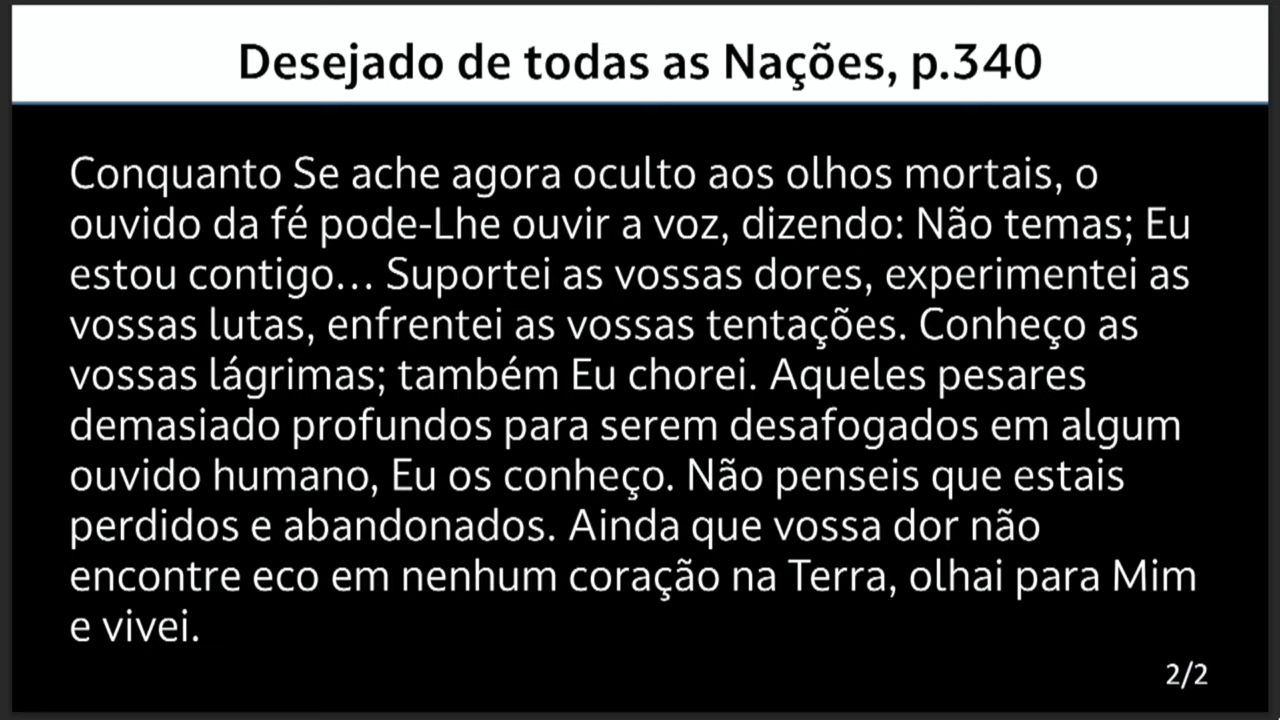 Desejado de todas as Nações, p.340
Conquanto Se ache agora oculto aos olhos mortais, o
ouvido da fé pode-Lhe ouvir a voz, dizendo: Não temas; Eu
estou contigo... Suportei as vossas dores, experimentei as
vossas lutas, enfrentei as vossas tentações. Conheço as
vossas lágrimas; também Eu chorei. Aqueles pesares
demasiado profundos para serem desafogados em algum
ouvido humano, Eu os conheço. Não penseis que estais
perdidos e abandonados. Ainda que vossa dor não
encontre eco em nenhum coração na Terra, olhai para Mim
e vivei.
2/2